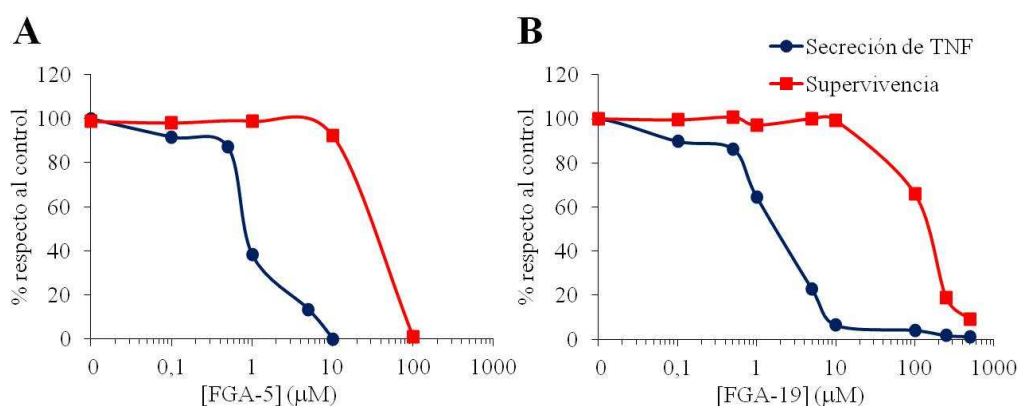 A
B
Secreción de TNF
Supervivencia
% respecto al control
120
100
80
60
40
20
0
0 0,1 1 10 100 1000
[FGA-5] (µM)
% respecto al control
120
100
80
60
40
20
0
0 0,1 1 10 100 1000
[FGA-19] (µM)